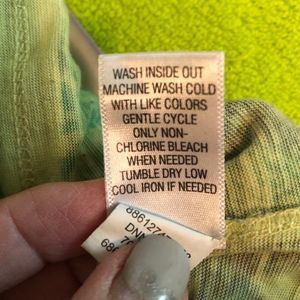 WASH INSIDE OUT
MACHINE WASH COLD
WITH LIKE COLORS
GENTLE CYCLE
ONLY NON-
CHLORINE BLEACH
WHEN NEEDED
TUMBLE DRY LOW
COOL IRON IF NEEDED